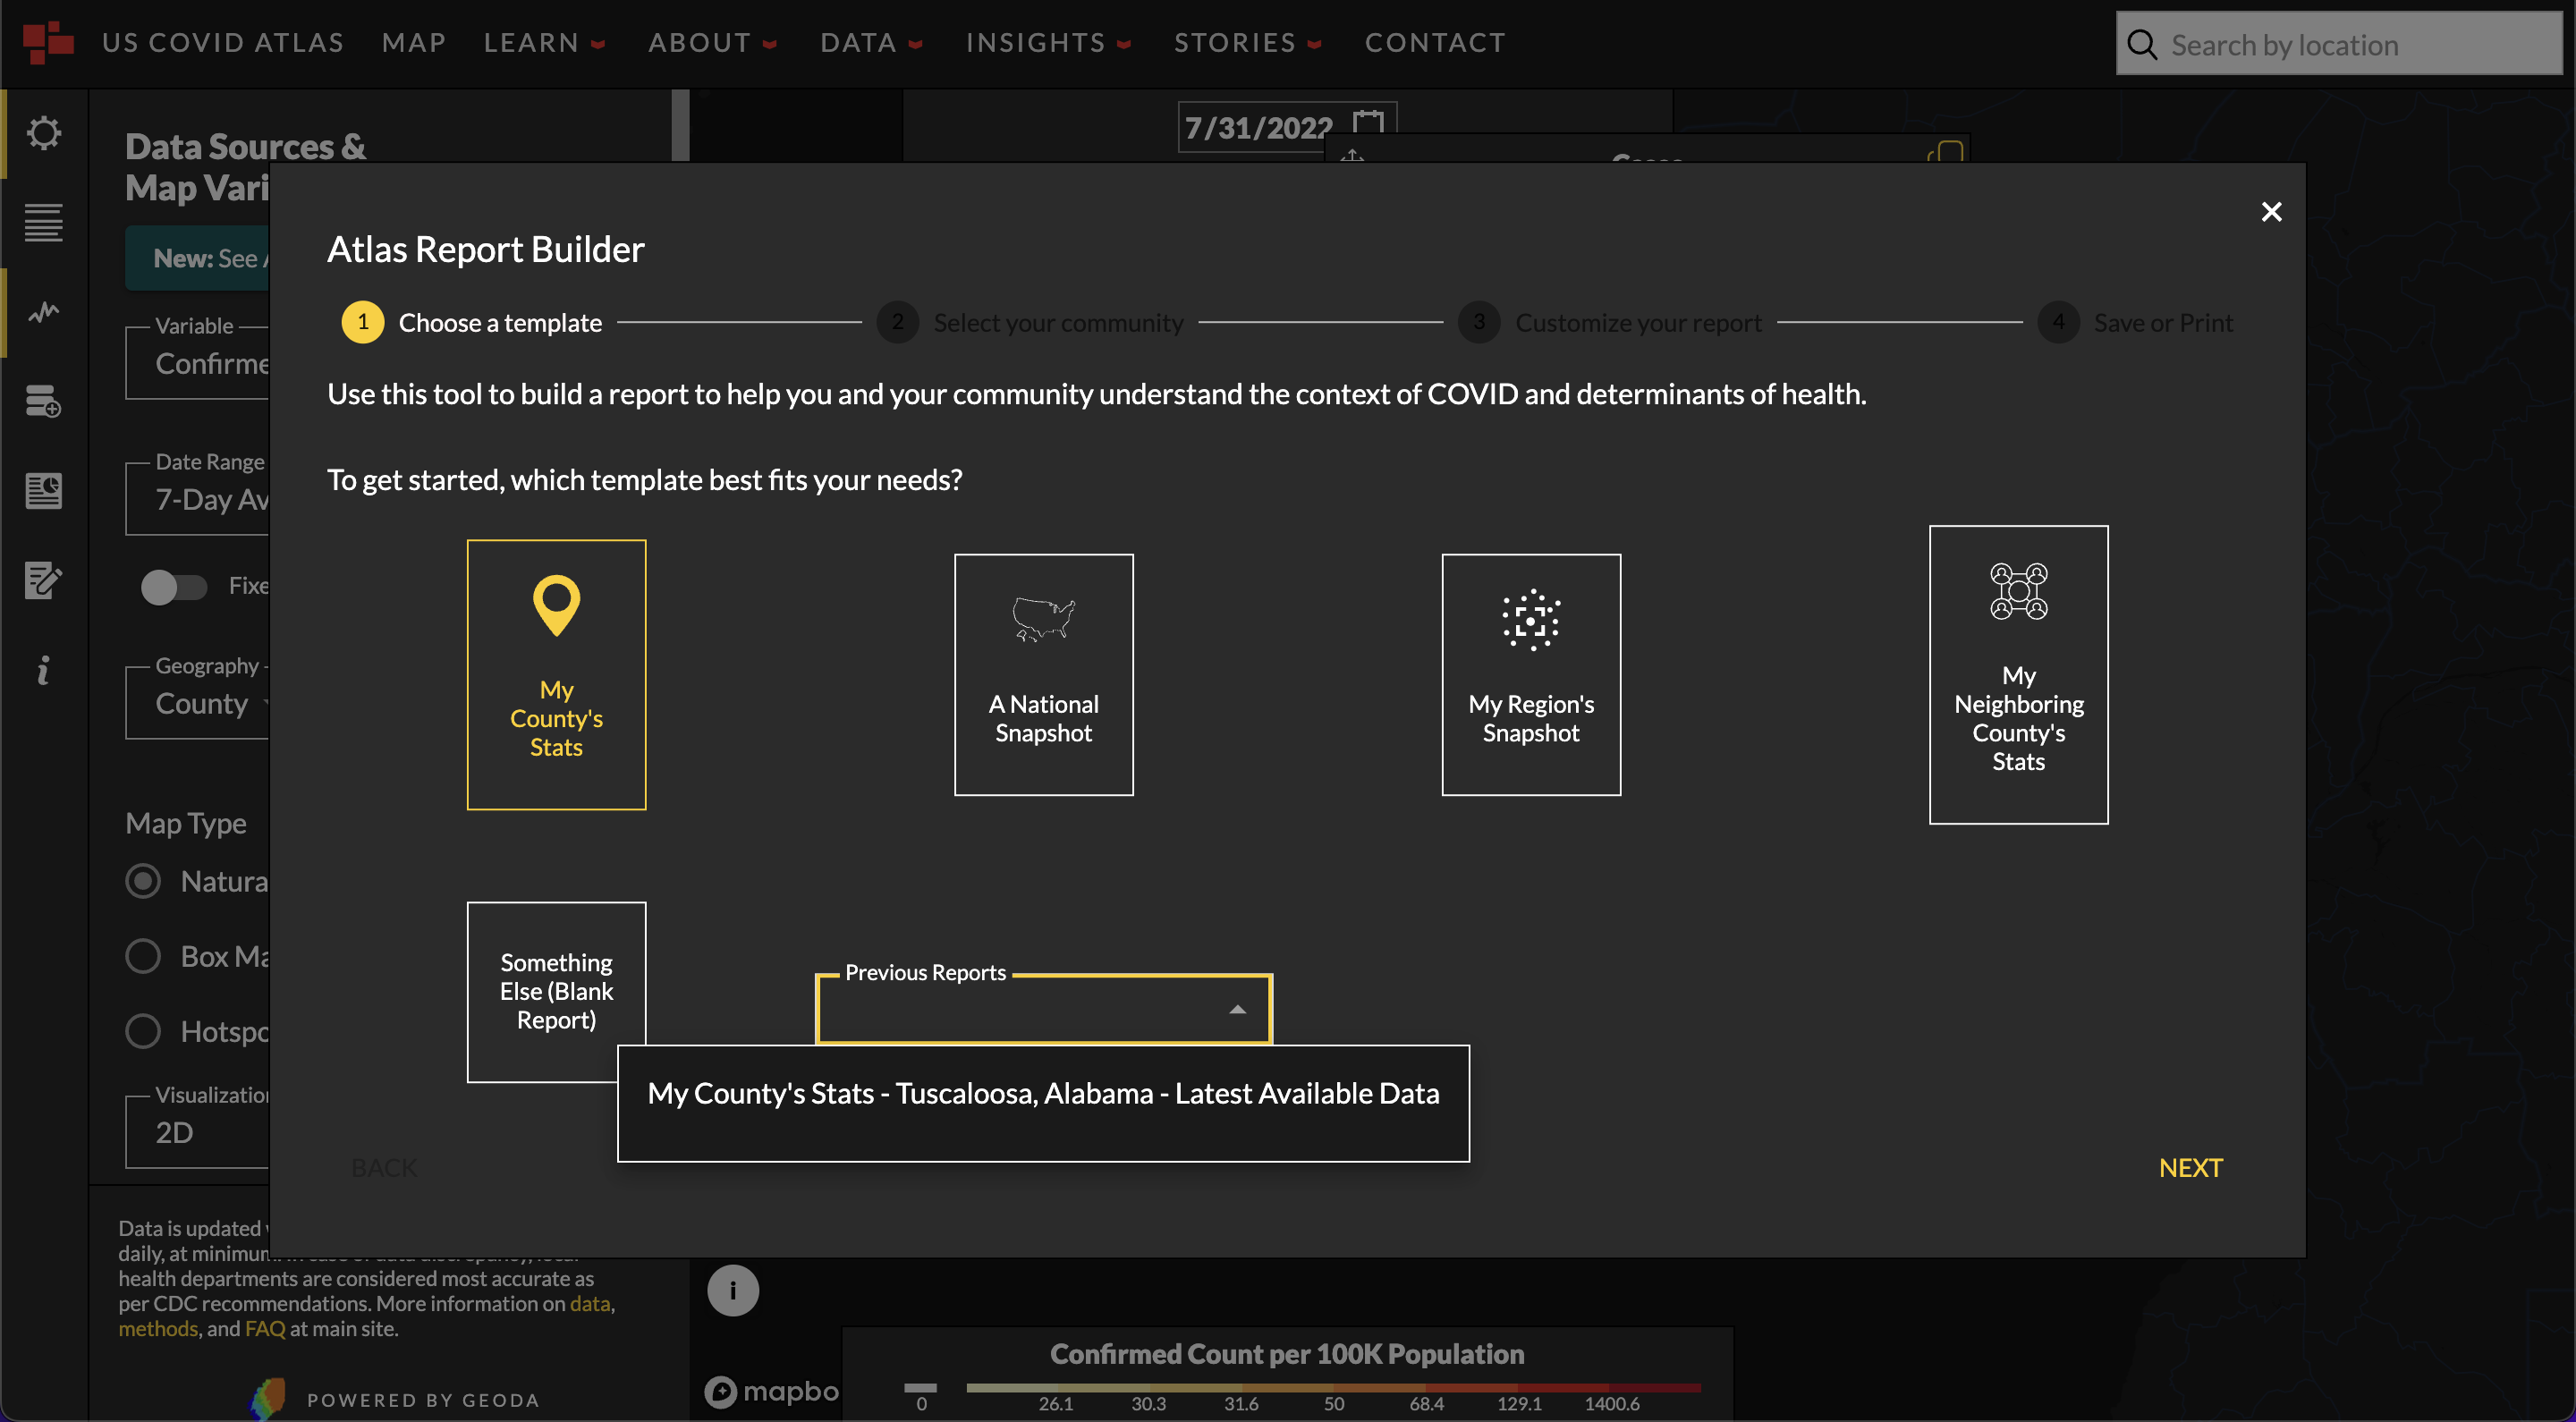 US COVID ATLAS MAP LEARN ABOUT DATA INSIGHTS STORIES CONTACT
Search by location
7/31/2022
Data Sources &
Map Vari
New: See
Variable
Confirme
Date Range
7-Day Av
Fixe
Geography
County
Map Type
Natura
Box Ma
Hotspo
Visualization
2D
Data is updated
daily, at minimum.
health departments are considered most accurate as
per CDC recommendations. More information on data,
methods, and FAQ at main site.
POWERED BY GEODA
Atlas Report Builder
1 Choose a template
2 Select your community
3 Customize your report
4 Save or Print
Use this tool to build a report to help you and your community understand the context of COVID and determinants of health.
To get started, which template best fits your needs?
My
County's
Stats
A National
Snapshot
My Region's
Snapshot
My
Neighboring
County's
Stats
Something
Else (Blank
Report)
Previous Reports
My County's Stats - Tuscaloosa, Alabama - Latest Available Data
BACK
NEXT
i
mapbo
Confirmed Count per 100K Population
0 26.1 30.3 31.6 50 68.4 129.1 1400.6